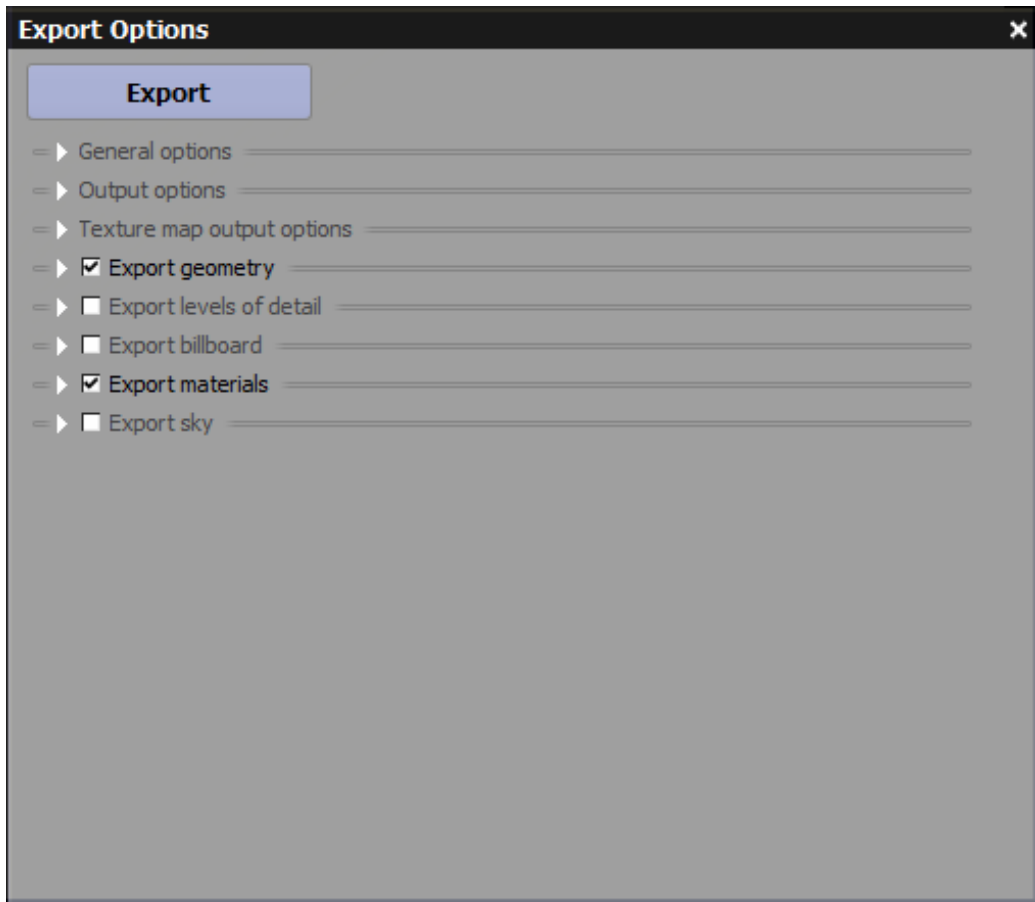 Export Options
Export
General options
Output options
Texture map output options
Export geometry
Export levels of detail
Export billboard
Export materials
Export sky